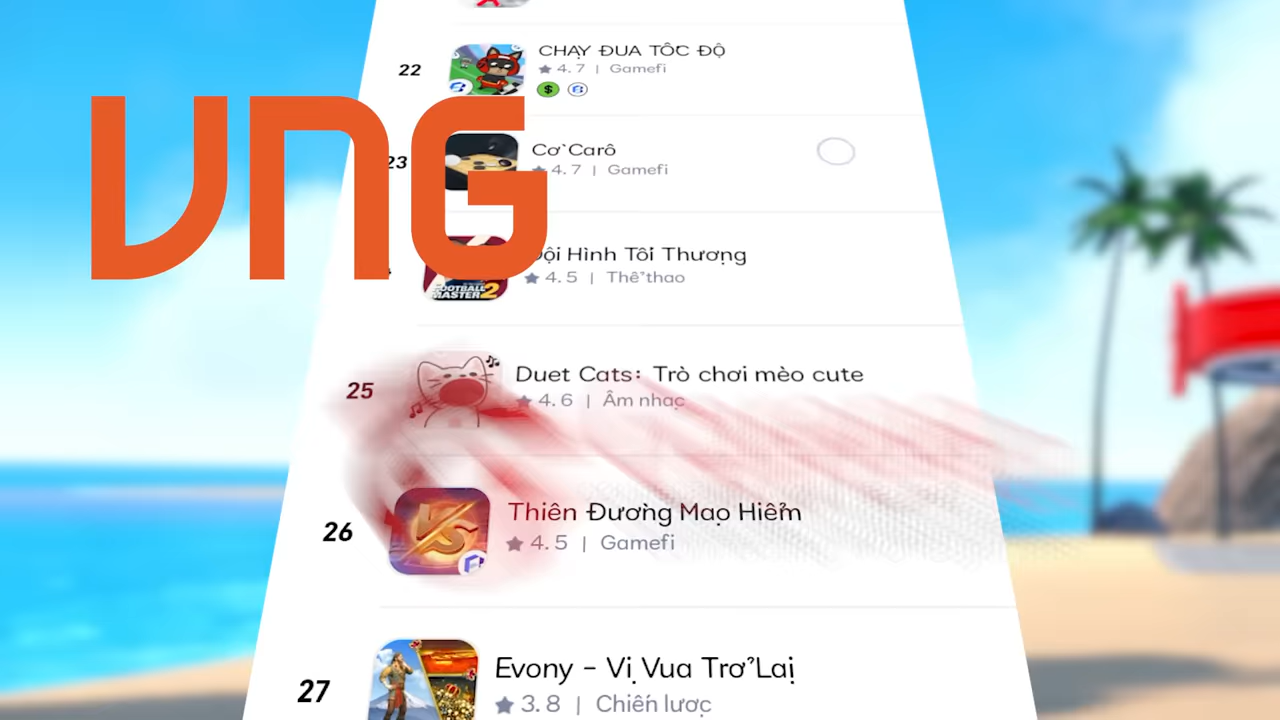 22
CHẠY ĐUA TỐC ĐỘ
4.7 | Gamefi
VNG
23
Cờ Carô
4.7 | Gamefi
Đội Hình Tối Thượng
4.5 | Thể thao
FOOTBALL
MASTER 2
25
Duet Cats: Trò chơi mèo cute
4.6 | Âm nhạc
26
VS
Thiên Đường Mạo Hiểm
4.5 | Gamefi
27
Evony - Vị Vua Trở Lại
3.8 | Chiến lược